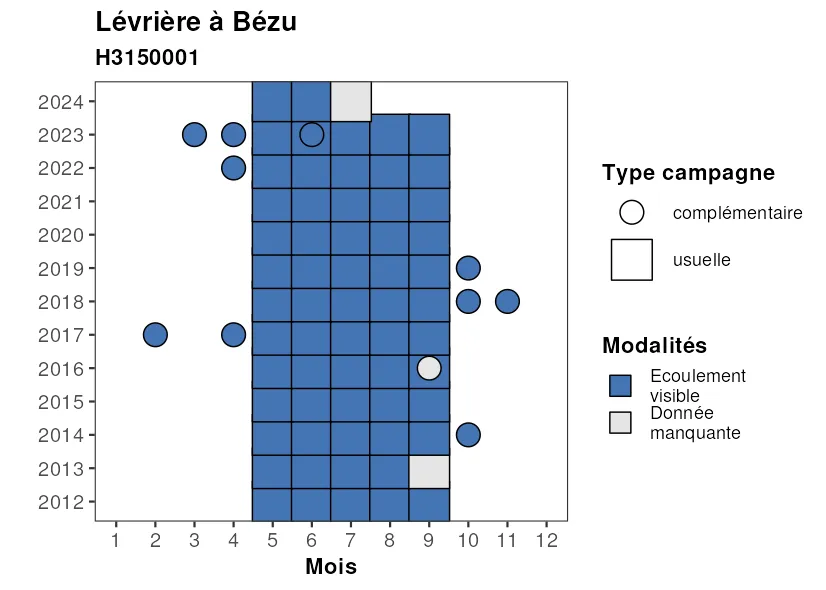 Lévrière à Bézu
H3150001
2024
2023
2022
2021
2020
2019
2018
2017
2016
2015
2014
2013
2012
1 2 3 4 5 6 7 8 9 10 11 12
Mois
Type campagne
complémentaire
usuelle
Modalités
Ecoulement
visible
Donnée
manquante